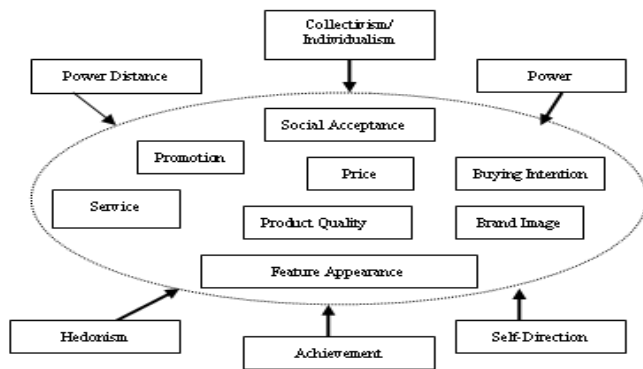 Collectivism/
Individualism
Power Distance
Power
Social Acceptance
Promotion
Price
Buying Intention
Service
Product Quality
Brand Image
Feature Appearance
Hedonism
Achievement
Self-Direction